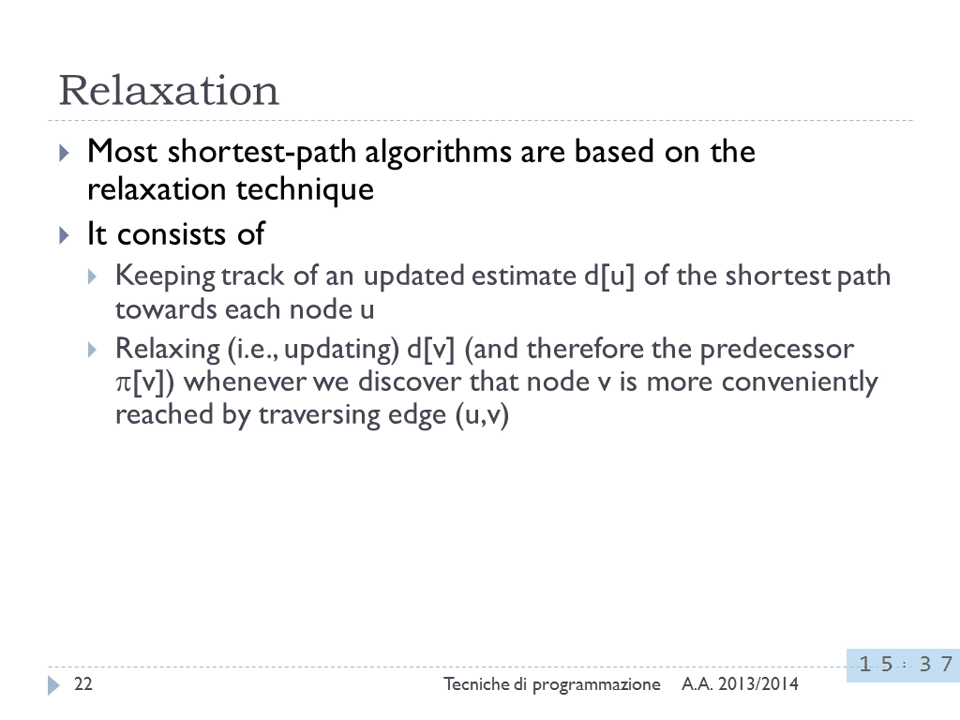 Relaxation
Most shortest-path algorithms are based on the
relaxation technique
It consists of
Keeping track of an updated estimate d[u] of the shortest path
towards each node u
Relaxing (i.e., updating) d[v] (and therefore the predecessor
π[v]) whenever we discover that node v is more conveniently
reached by traversing edge (u,v)
15:37
22 Tecniche di programmazione A.A. 2013/2014